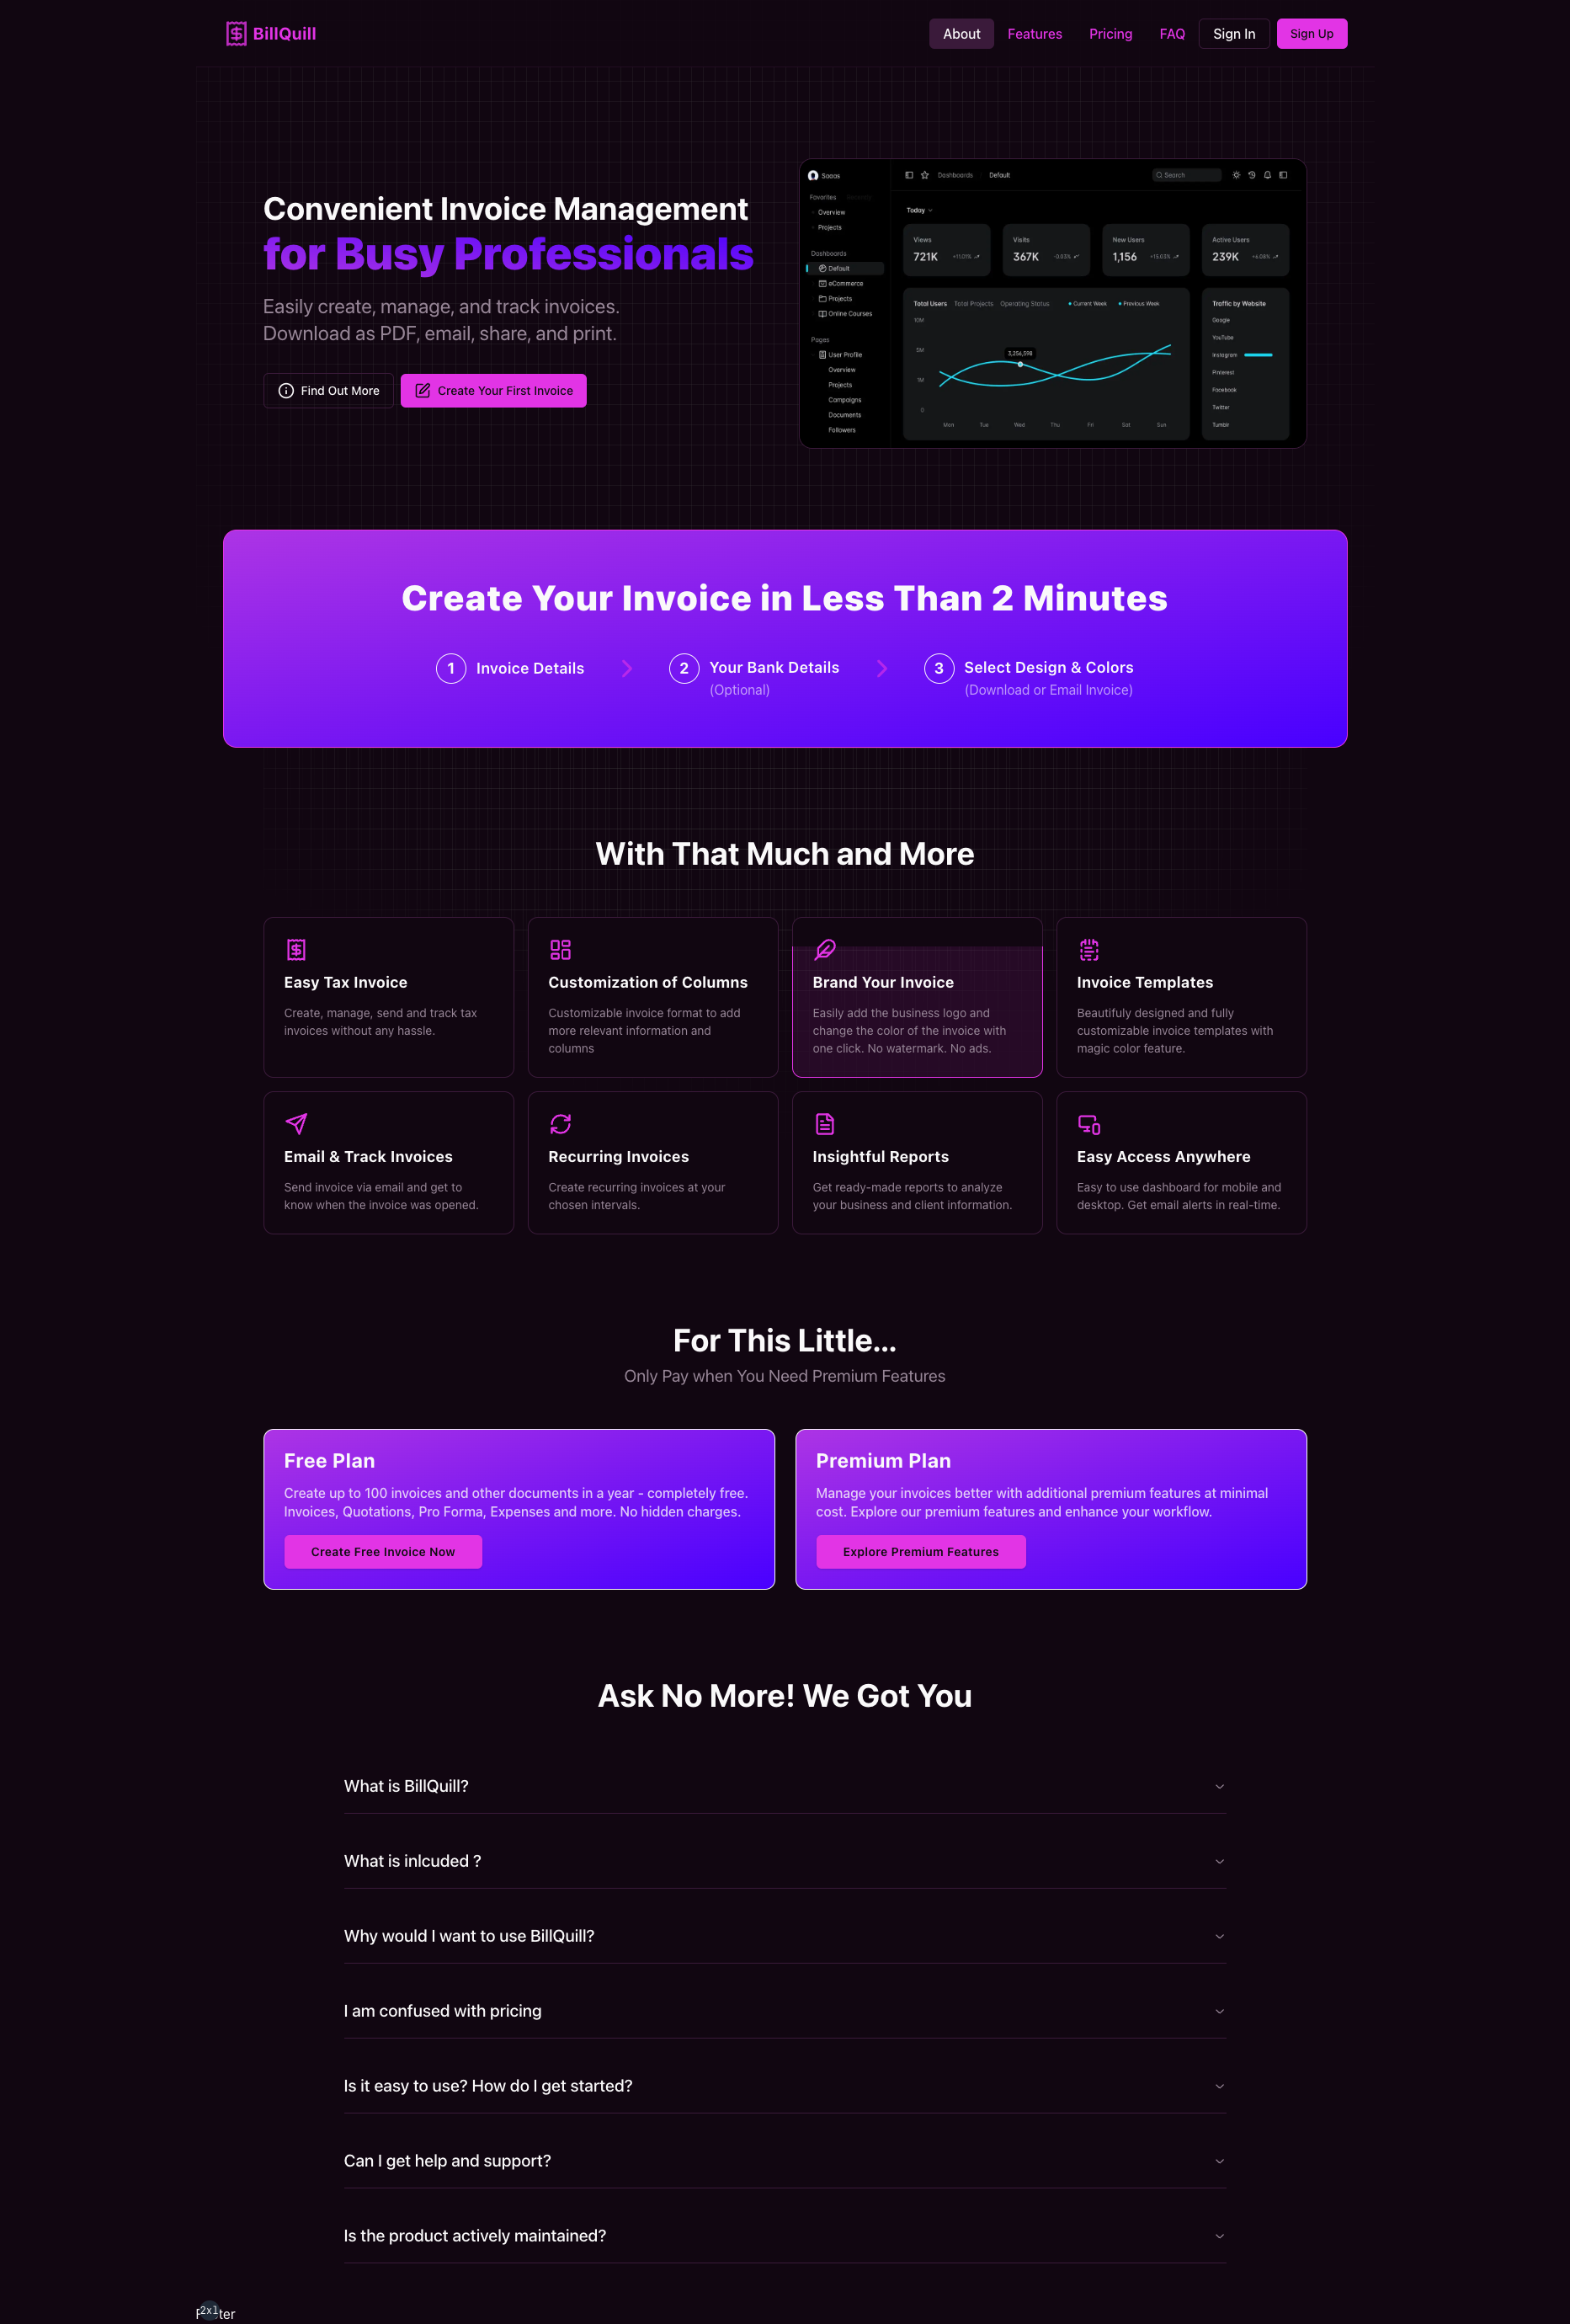 BillQuill
About
Features
Pricing
FAQ
Sign In
Sign Up
Convenient Invoice Management
for Busy Professionals
Easily create, manage, and track invoices.
Download as PDF, email, share, and print.
Find Out More
Create Your First Invoice
Dashboards
Default
Search
Favorites
Overview
Projects
Dashboards
Default
eCommerce
Projects
Online Courses
Pages
User Profile
Overview
Projects
Campaigns
Documents
Followers
Today
Views
721K
+11.01%
Visits
367K
-0.03%
New Users
1,156
+15.03%
Active Users
239K
+6.08%
Total Users
Total Projects
Operating Status
Current Week
Previous Week
10M
5M
1M
0
3,256,598
Mon
Tue
Wed
Thu
Fri
Sat
Sun
Traffic by Website
Google
YouTube
Instagram
Pinterest
Facebook
Twitter
Tumblr
Create Your Invoice in Less Than 2 Minutes
1
Invoice Details
2
Your Bank Details
(Optional)
3
Select Design & Colors
(Download or Email Invoice)
With That Much and More
Easy Tax Invoice
Create, manage, send and track tax
invoices without any hassle.
Customization of Columns
Customizable invoice format to add
more relevant information and
columns
Brand Your Invoice
Easily add the business logo and
change the color of the invoice with
one click. No watermark. No ads.
Invoice Templates
Beautifuly designed and fully
customizable invoice templates with
magic color feature.
Email & Track Invoices
Send invoice via email and get to
know when the invoice was opened.
Recurring Invoices
Create recurring invoices at your
chosen intervals.
Insightful Reports
Get ready-made reports to analyze
your business and client information.
Easy Access Anywhere
Easy to use dashboard for mobile and
desktop. Get email alerts in real-time.
For This Little...
Only Pay when You Need Premium Features
Free Plan
Create up to 100 invoices and other documents in a year - completely free.
Invoices, Quotations, Pro Forma, Expenses and more. No hidden charges.
Create Free Invoice Now
Premium Plan
Manage your invoices better with additional premium features at minimal
cost. Explore our premium features and enhance your workflow.
Explore Premium Features
Ask No More! We Got You
What is BillQuill?
What is inlcuded ?
Why would I want to use BillQuill?
I am confused with pricing
Is it easy to use? How do I get started?
Can I get help and support?
Is the product actively maintained?
2xl